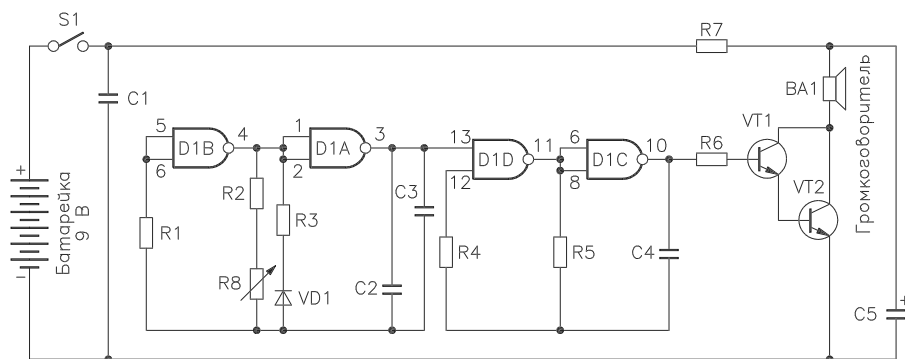 S1
R7
C1
BA1
Громкоговоритель
VT1
VT2
5
6
D1B
4
1
2
D1A
3
13
12
D1D
11
6
8
D1C
10
R6
R2
R3
C3
R1
R4
R5
C4
R8
VD1
C2
C5
+
Батарейка
9 В
−
+